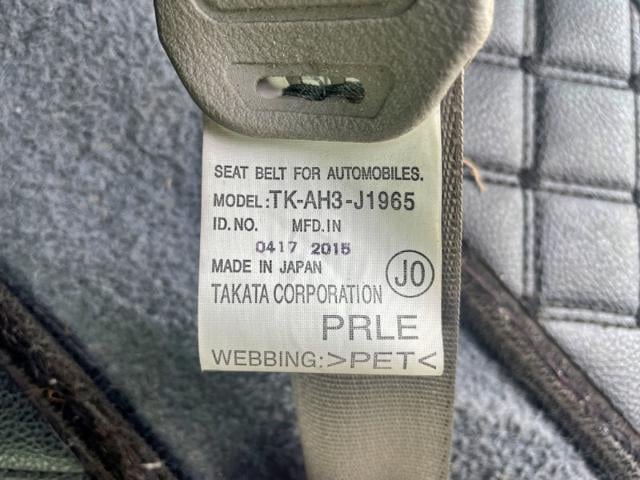 SEAT BELT FOR AUTOMOBILES.
MODEL:TK-AH3-J1965
ID.NO. MFD.IN
0417 2015
MADE IN JAPAN
J0
TAKATA CORPORATION
PRLE
WEBBING:>PET<